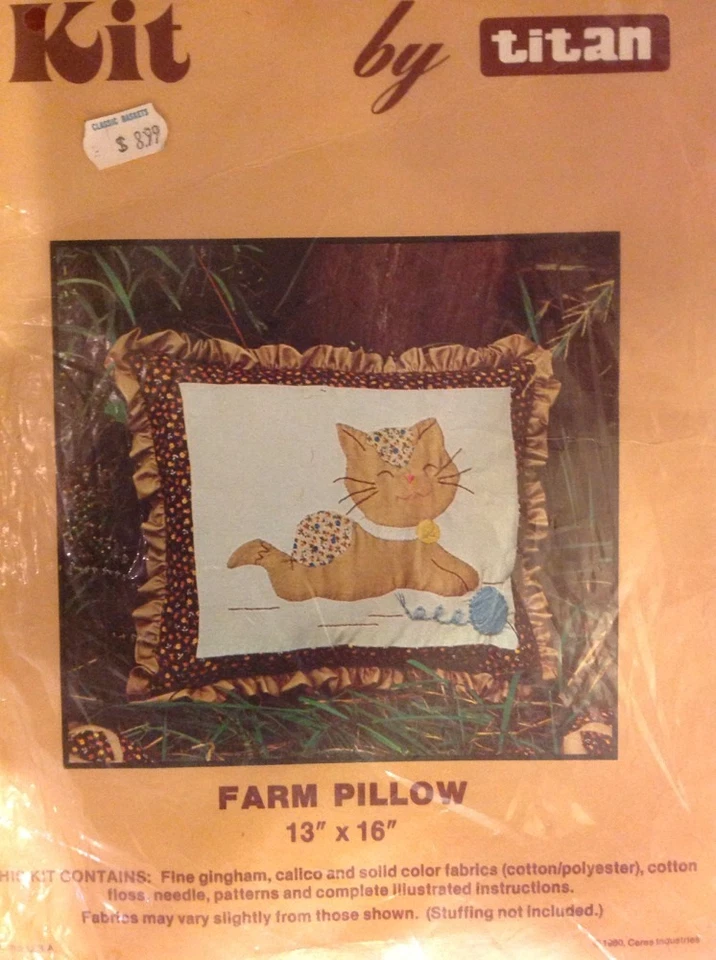 Kit by titan
CLASSIC BASKETS
$ 8.99
FARM PILLOW
13" x 16"
KIT CONTAINS: Fine gingham, calico and solid color fabrics (cotton/polyester), cotton
floss, needle, patterns and complete illustrated instructions.
Fabrics may vary slightly from those shown. (Stuffing not included.)
1980, Ceres Industries